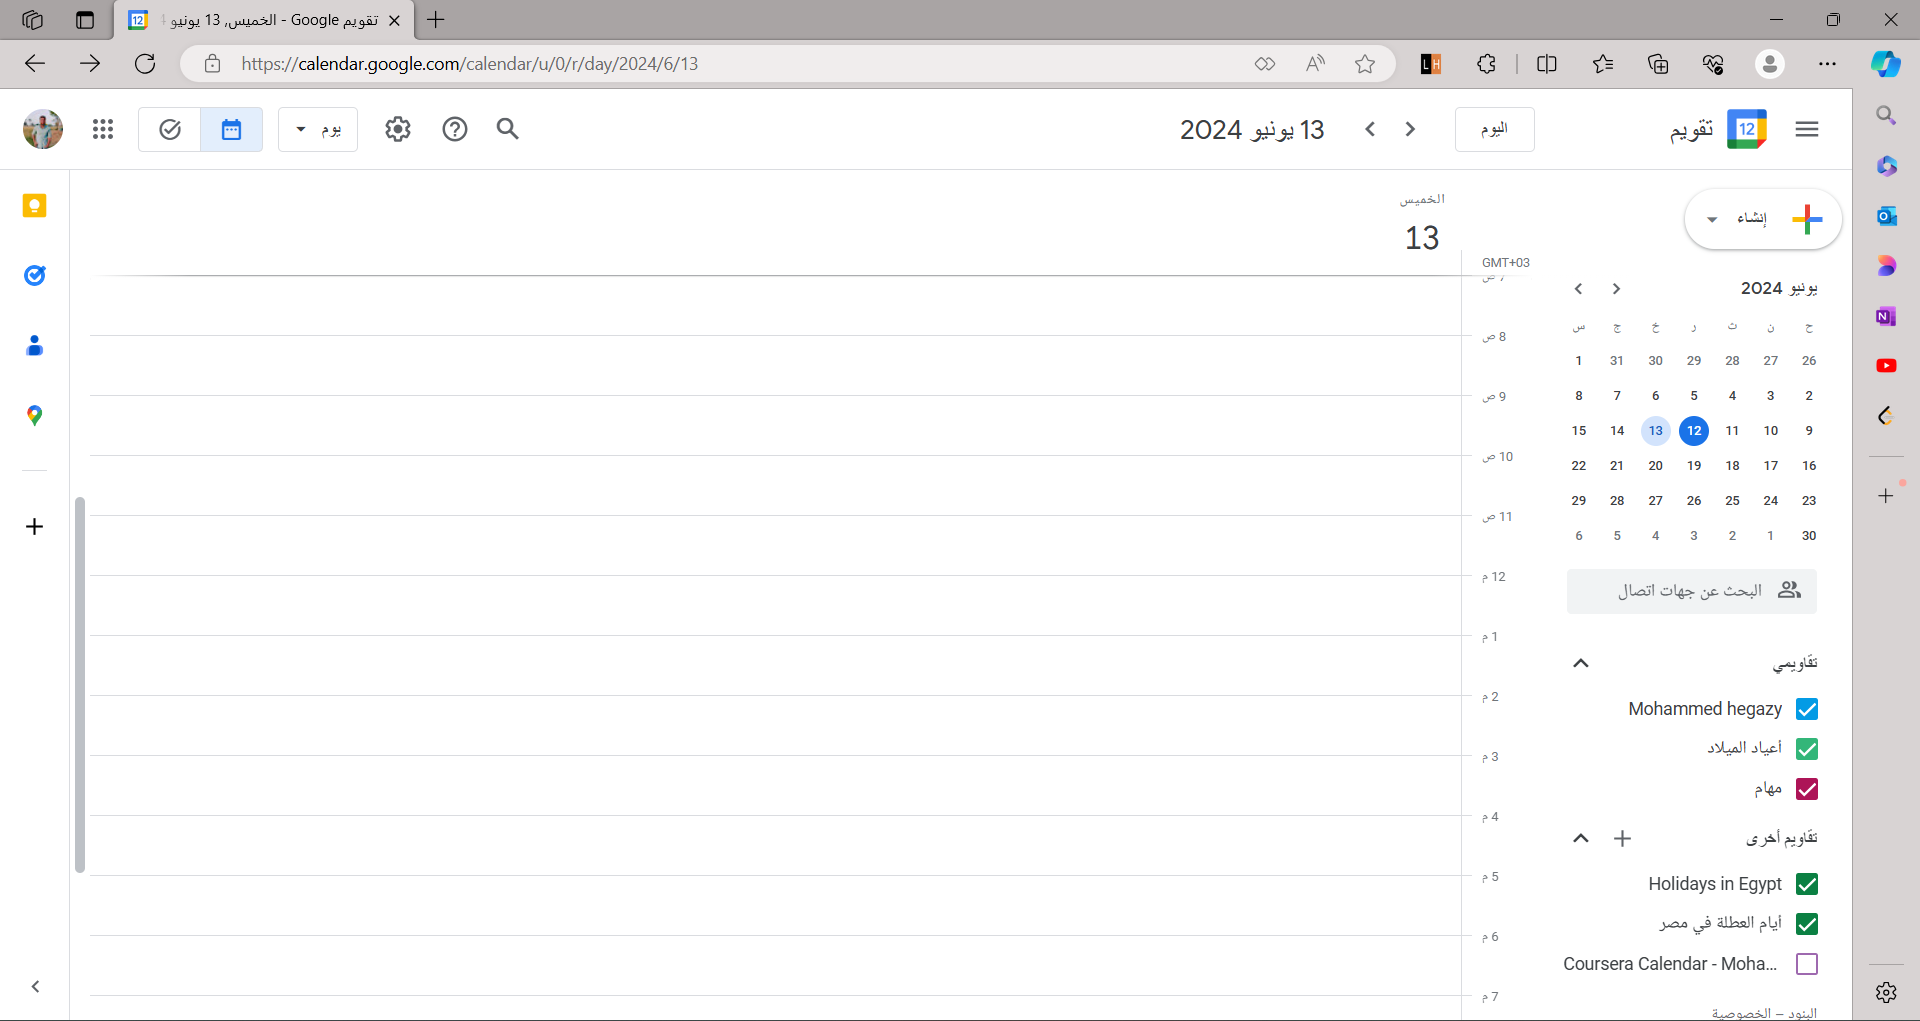 تقويم Google - الخميس, 13 يونيو
https://calendar.google.com/calendar/u/0/r/day/2024/6/13
تقويم
اليوم
13 يونيو 2024
يوم
إنشاء
الخميس
13
GMT+03
يونيو 2024
ح ن ث ر خ ج س
26 27 28 29 30 31 1
2 3 4 5 6 7 8
9 10 11 12 13 14 15
16 17 18 19 20 21 22
23 24 25 26 27 28 29
30 1 2 3 4 5 6
البحث عن جهات اتصال
تقاويمي
Mohammed hegazy
أعياد الميلاد
مهام
تقاويم أخرى
Holidays in Egypt
أيام العطلة في مصر
Coursera Calendar - Moha...
البنود – الخصوصية
7 ص
8 ص
9 ص
10 ص
11 ص
12 م
1 م
2 م
3 م
4 م
5 م
6 م
7 م